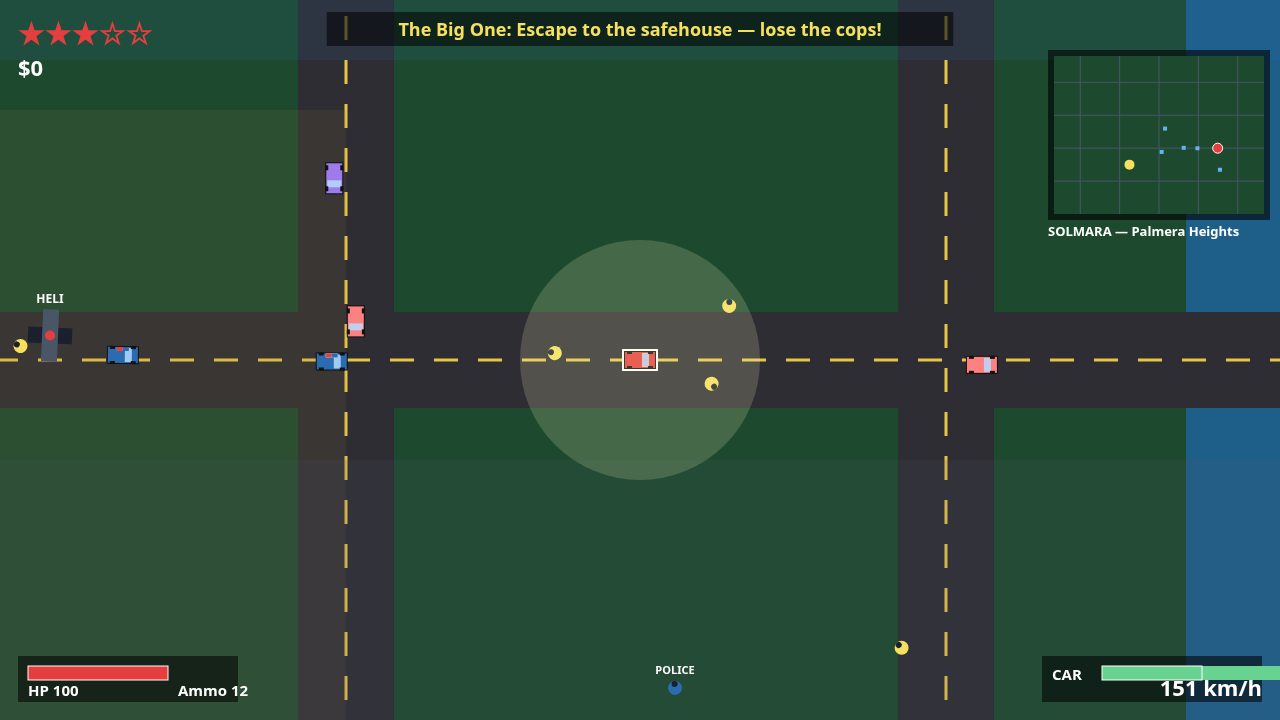 ★★★☆☆
The Big One: Escape to the safehouse — lose the cops!
$0
SOLMARA — Palmera Heights
HELI
POLICE
HP 100 Ammo 12
CAR
151 km/h